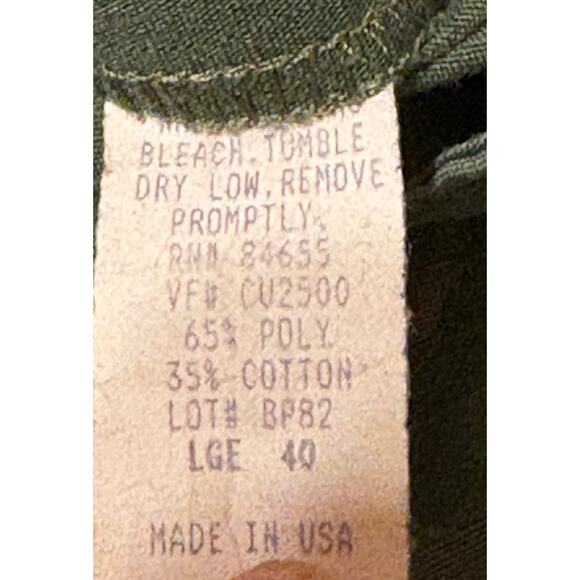 BLEACH. TUMBLE
DRY LOW, REMOVE
PROMPTLY.
RN# 84655
VF# CU2500
65% POLY
35% COTTON
LOT# BP82
LGE 40
MADE IN USA